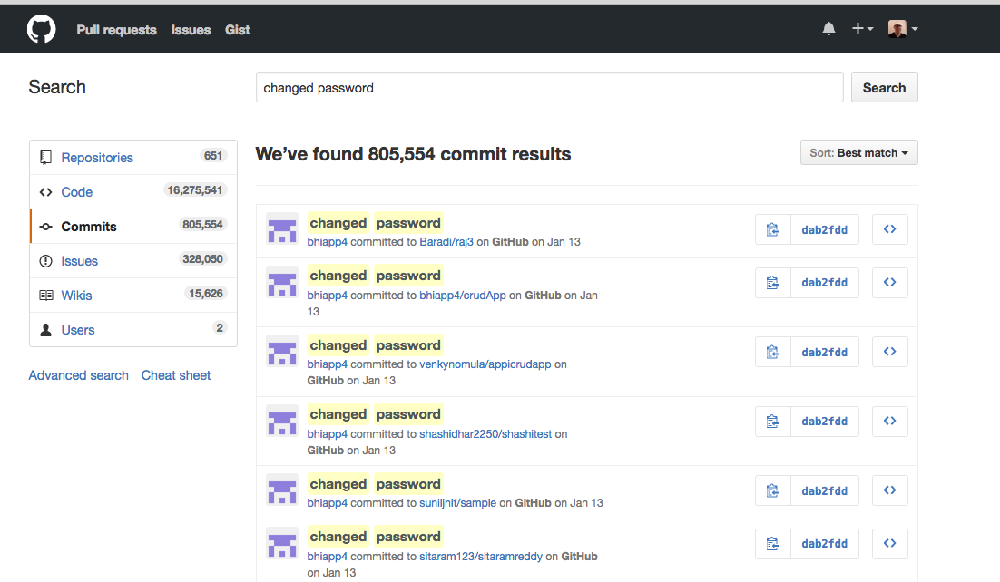 Pull requests Issues Gist
Search
changed password
Search
Repositories 651
Code 16,275,541
Commits 805,554
Issues 328,050
Wikis 15,626
Users 2
Advanced search Cheat sheet
We've found 805,554 commit results
Sort: Best match
changed password
bhiapp4 committed to Baradi/raj3 on GitHub on Jan 13
dab2fdd
changed password
bhiapp4 committed to bhiapp4/crudApp on GitHub on Jan
13
dab2fdd
changed password
bhiapp4 committed to venkynomula/appicrudapp on
GitHub on Jan 13
dab2fdd
changed password
bhiapp4 committed to shashidhar2250/shashitest on
GitHub on Jan 13
dab2fdd
changed password
bhiapp4 committed to suniljnit/sample on GitHub on Jan 13
dab2fdd
changed password
bhiapp4 committed to sitaram123/sitaramreddy on GitHub
on Jan 13
dab2fdd